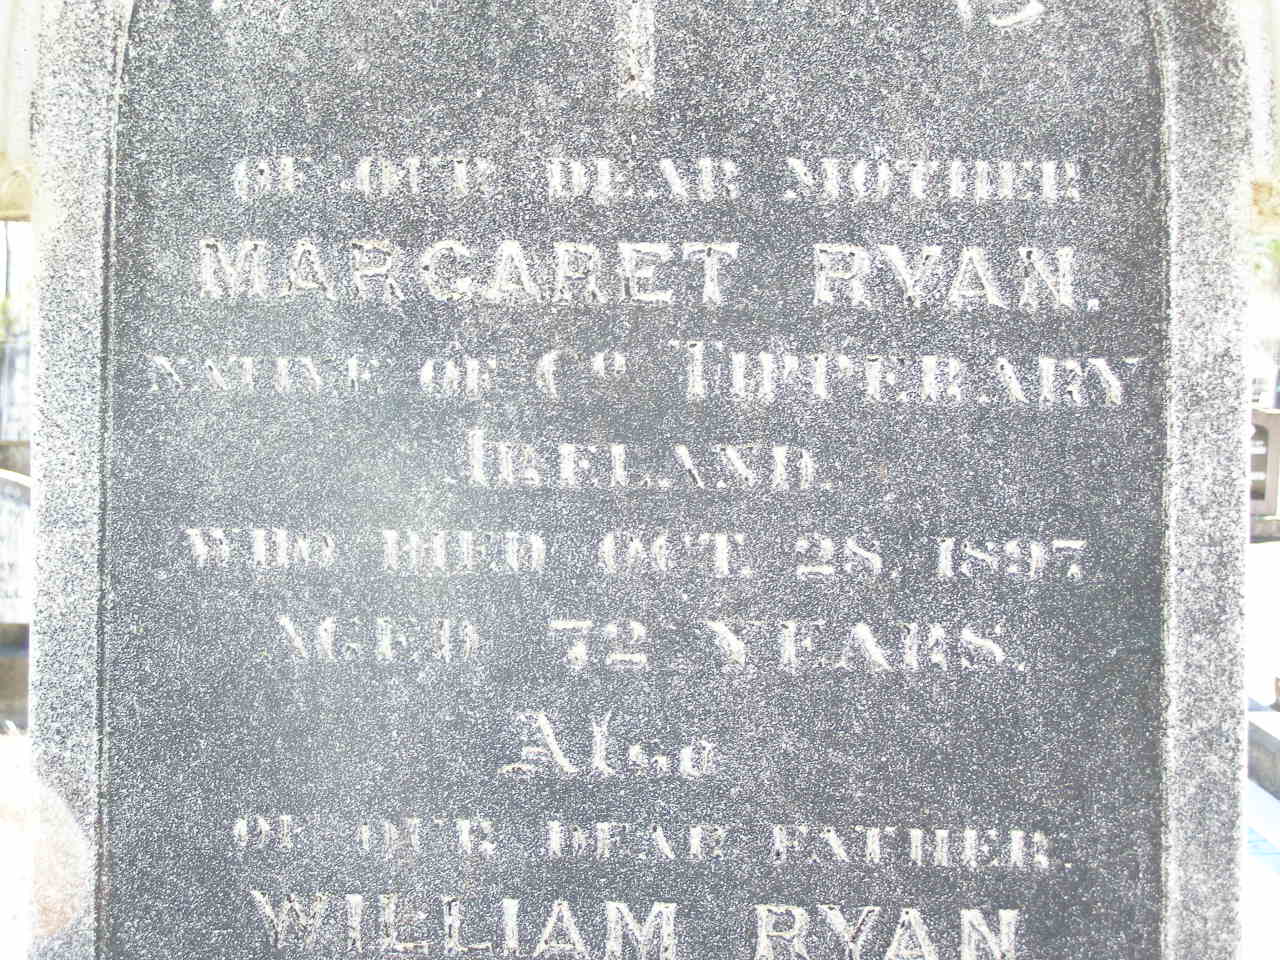 OF OUR DEAR MOTHER
MARGARET RYAN.
NATIVE OF Co. TIPPERARY
IRELAND.
WHO DIED OCT. 28, 1897
AGED 72 YEARS.
Also
OF OUR DEAR FATHER.
WILLIAM RYAN